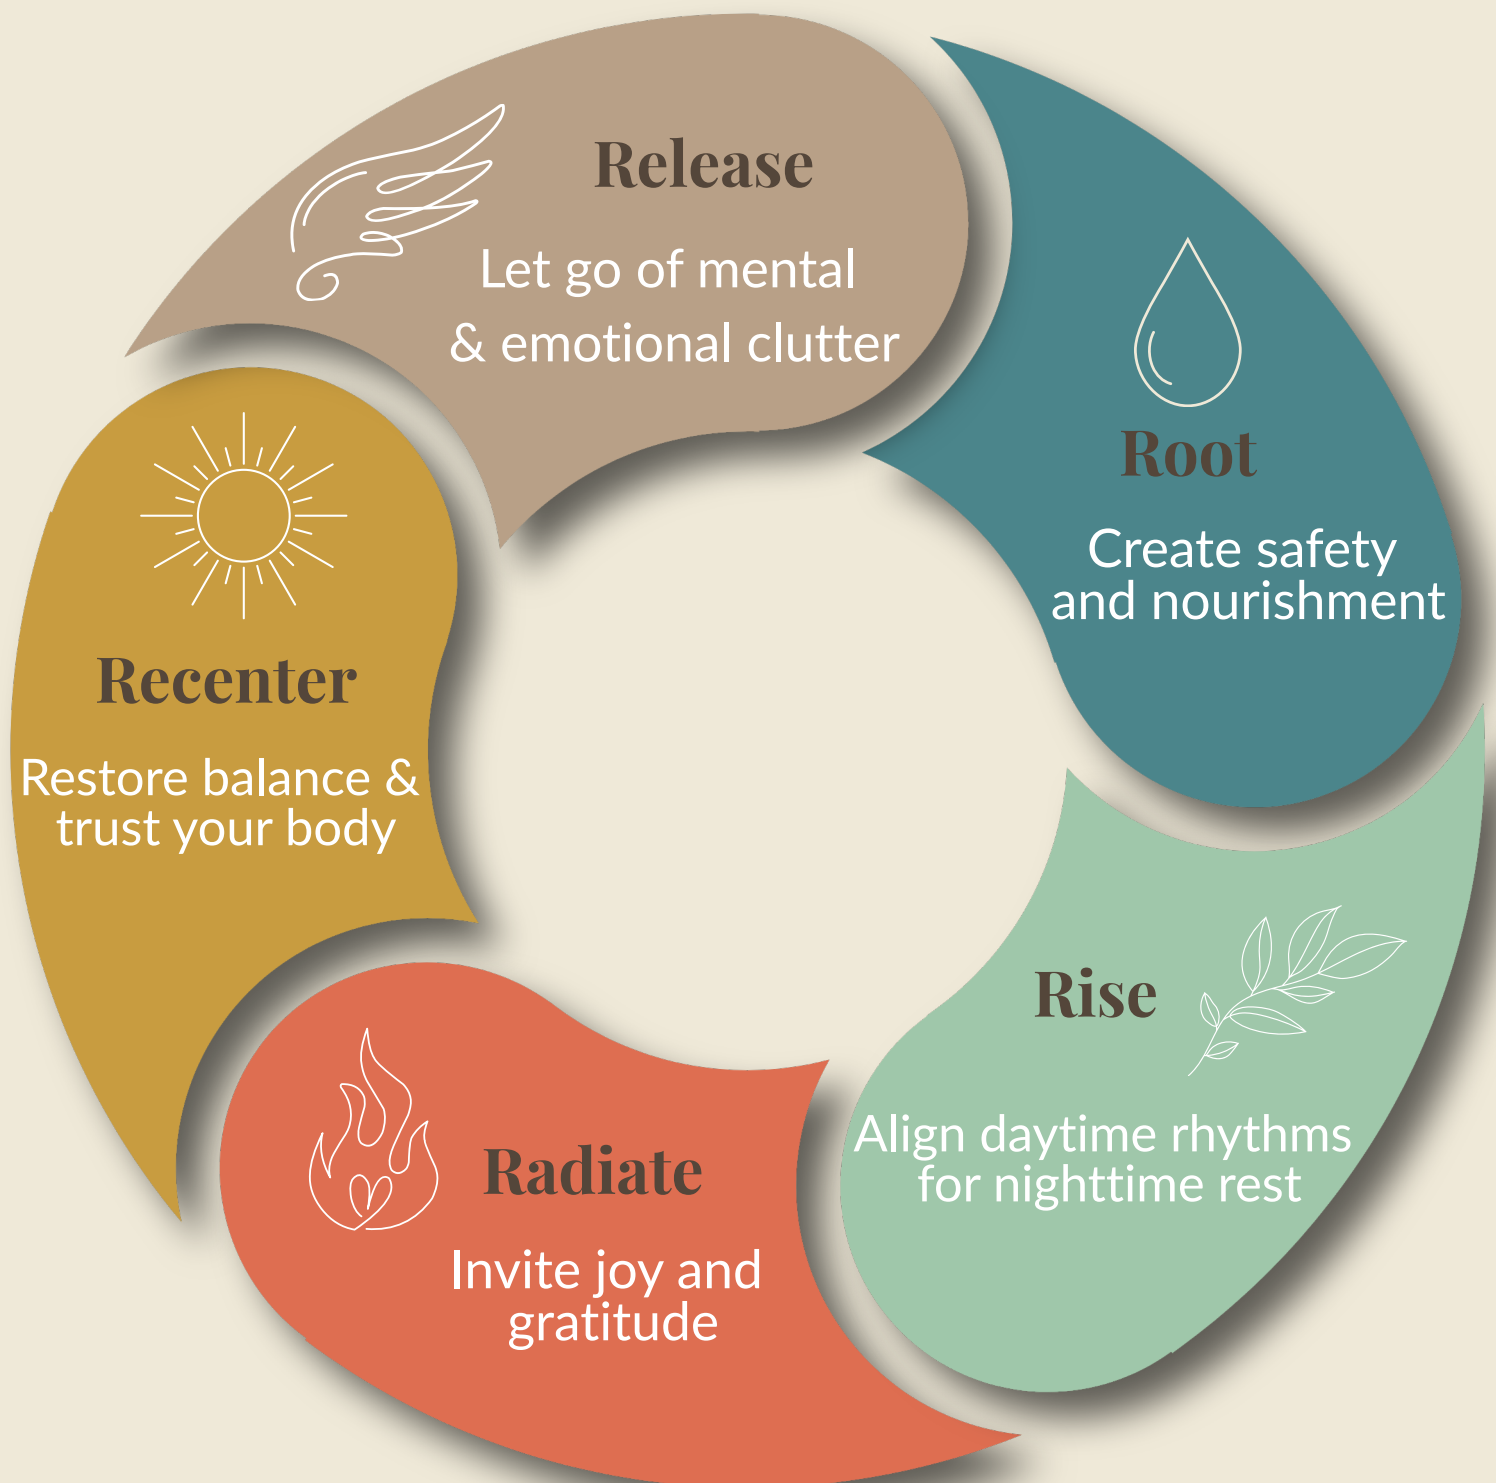 Release
Let go of mental
& emotional clutter
Root
Create safety
and nourishment
Rise
Align daytime rhythms
for nighttime rest
Radiate
Invite joy and
gratitude
Recenter
Restore balance &
trust your body